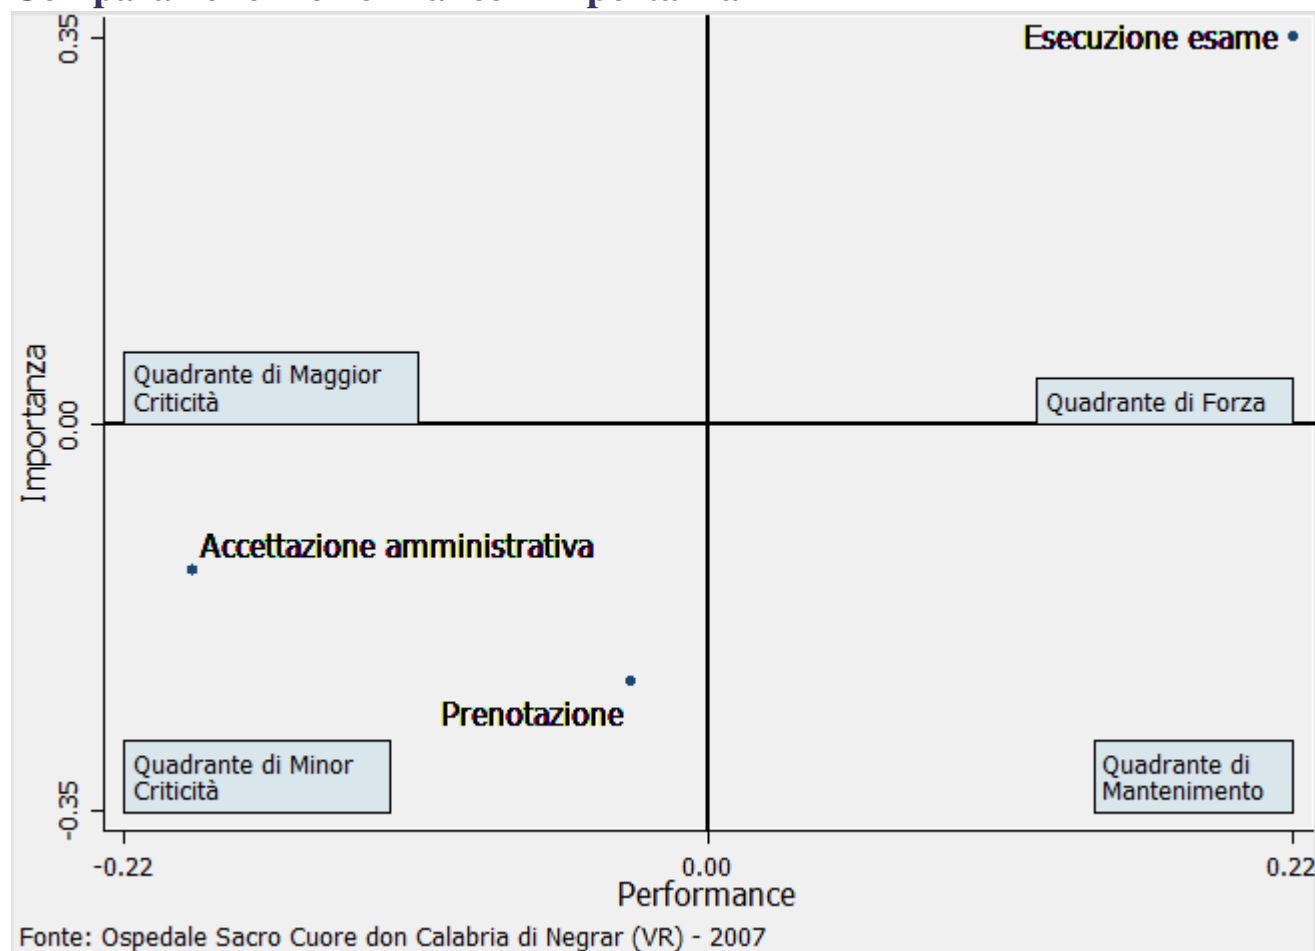 0.35
Esecuzione esame
Importanza
Quadrante di Maggior
Criticità
Quadrante di Forza
0.00
Accettazione amministrativa
Prenotazione
Quadrante di Minor
Criticità
Quadrante di
Mantenimento
-0.35
-0.22
0.00
0.22
Performance
Fonte: Ospedale Sacro Cuore don Calabria di Negrar (VR) - 2007